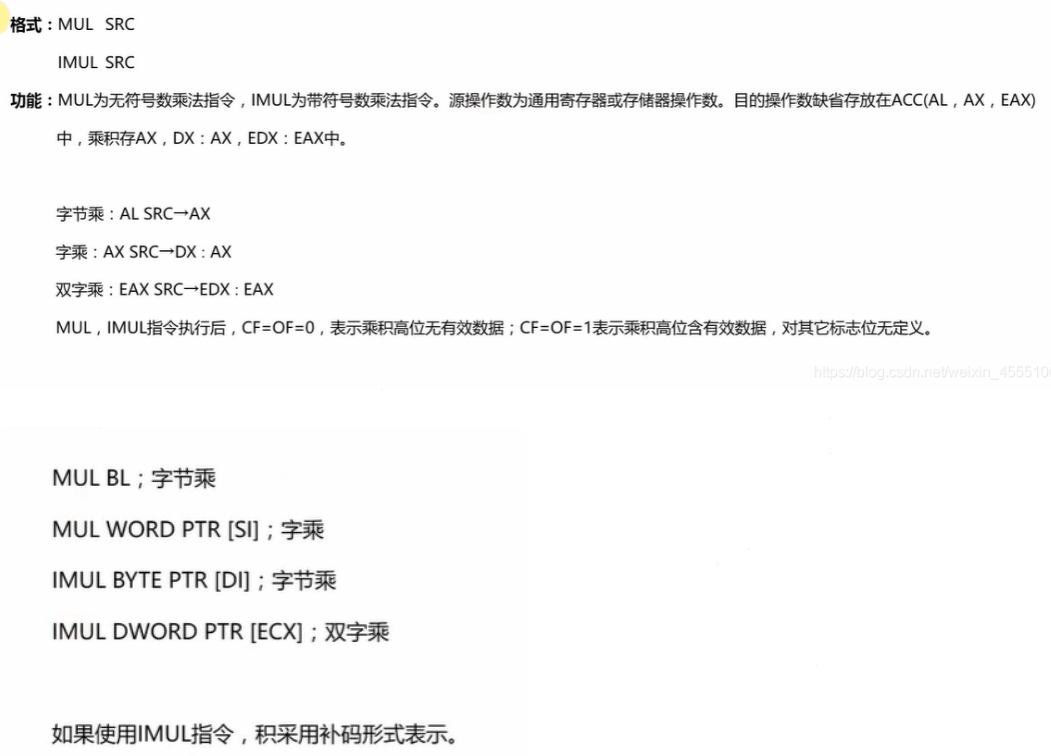 格式：MUL SRC
IMUL SRC
功能：MUL为无符号数乘法指令，IMUL为带符号数乘法指令。源操作数为通用寄存器或存储器操作数。目的操作数缺省存放在ACC(AL，AX，EAX)
中，乘积存AX，DX：AX，EDX：EAX中。
字节乘：AL SRC→AX
字乘：AX SRC→DX：AX
双字乘：EAX SRC→EDX：EAX
MUL，IMUL指令执行后，CF=OF=0，表示乘积高位无有效数据；CF=OF=1表示乘积高位含有效数据，对其它标志位无定义。
https://blog.csdn.net/weixin_455510
MUL BL；字节乘
MUL WORD PTR [SI]；字乘
IMUL BYTE PTR [DI]；字节乘
IMUL DWORD PTR [ECX]；双字乘
如果使用IMUL指令，积采用补码形式表示。